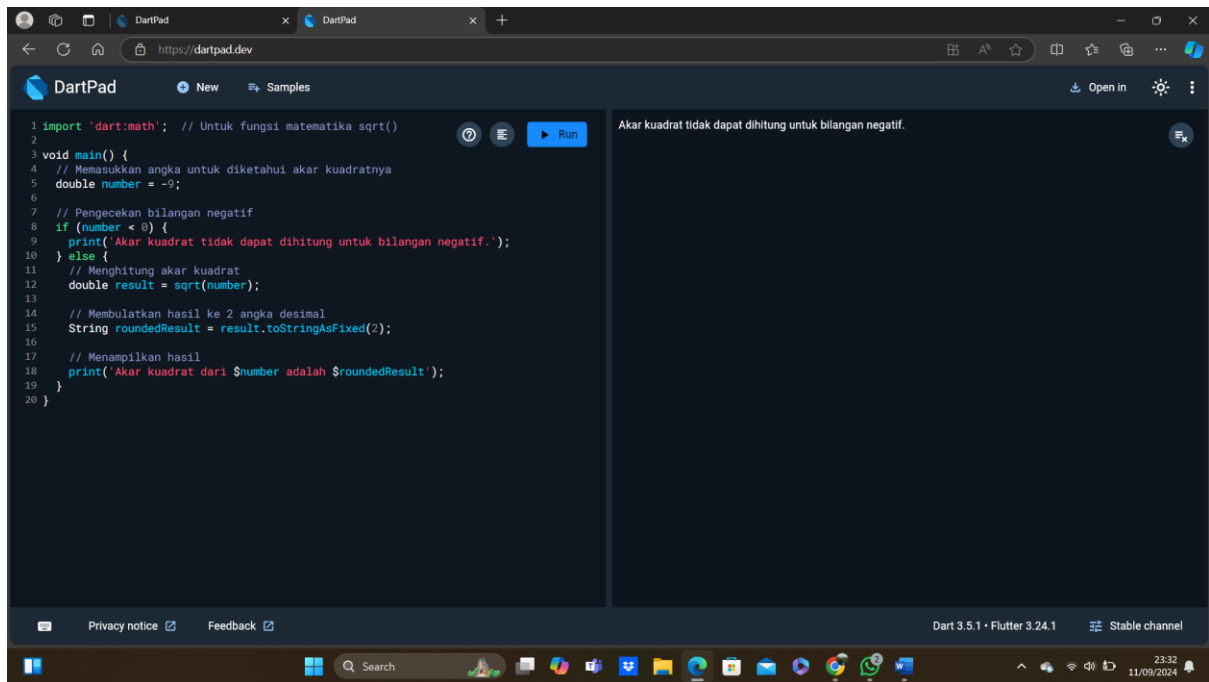 DartPad
DartPad
https://dartpad.dev
DartPad
New
Samples
Open in
1 import 'dart:math';  // Untuk fungsi matematika sqrt()
2
3 void main() {
4   // Memasukkan angka untuk diketahui akar kuadratnya
5   double number = -9;
6
7   // Pengecekan bilangan negatif
8   if (number < 0) {
9     print('Akar kuadrat tidak dapat dihitung untuk bilangan negatif.');
10   } else {
11     // Menghitung akar kuadrat
12     double result = sqrt(number);
13
14     // Membulatkan hasil ke 2 angka desimal
15     String roundedResult = result.toStringAsFixed(2);
16
17     // Menampilkan hasil
18     print('Akar kuadrat dari $number adalah $roundedResult');
19   }
20 }
Run
Akar kuadrat tidak dapat dihitung untuk bilangan negatif.
Privacy notice
Feedback
Dart 3.5.1 • Flutter 3.24.1
Stable channel
Search
2
23:32
11/09/2024